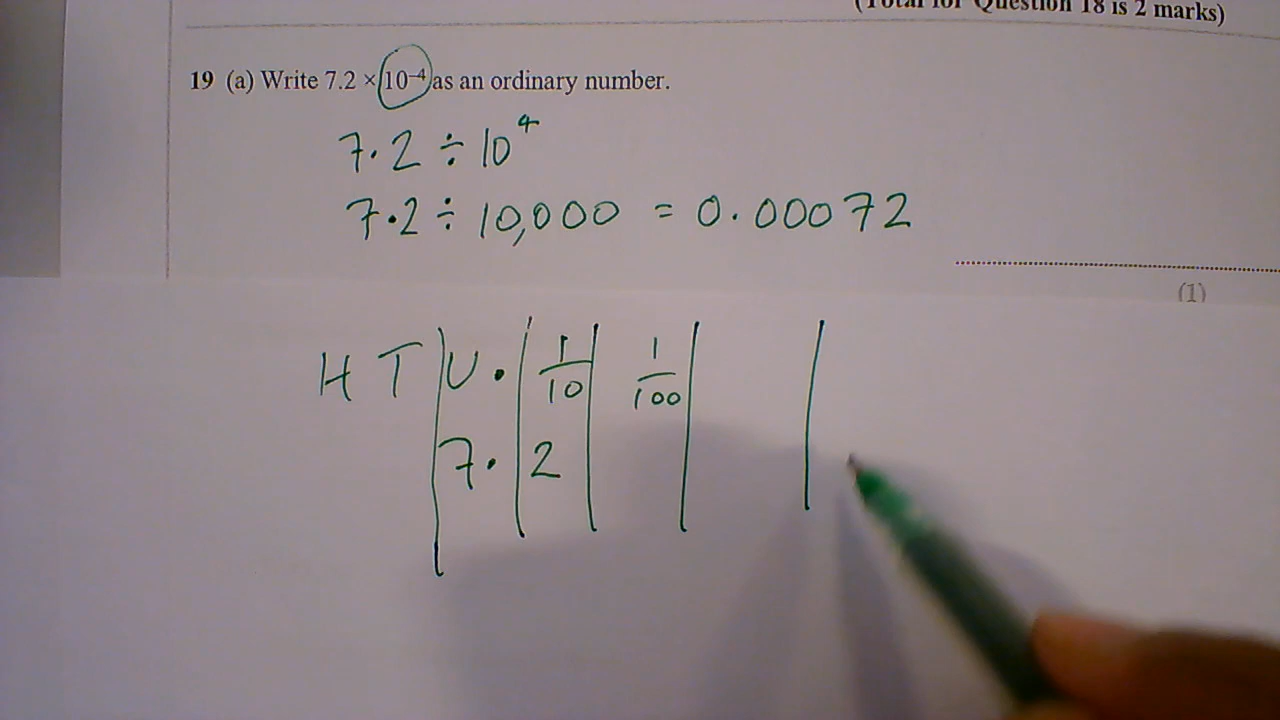 (Total for Question 18 is 2 marks)
19 (a) Write 7.2 × 10⁻⁴ as an ordinary number.
7.2 ÷ 10⁴
7.2 ÷ 10,000 = 0.00072
(1)
H T U . 1/10 1/100
7. 2